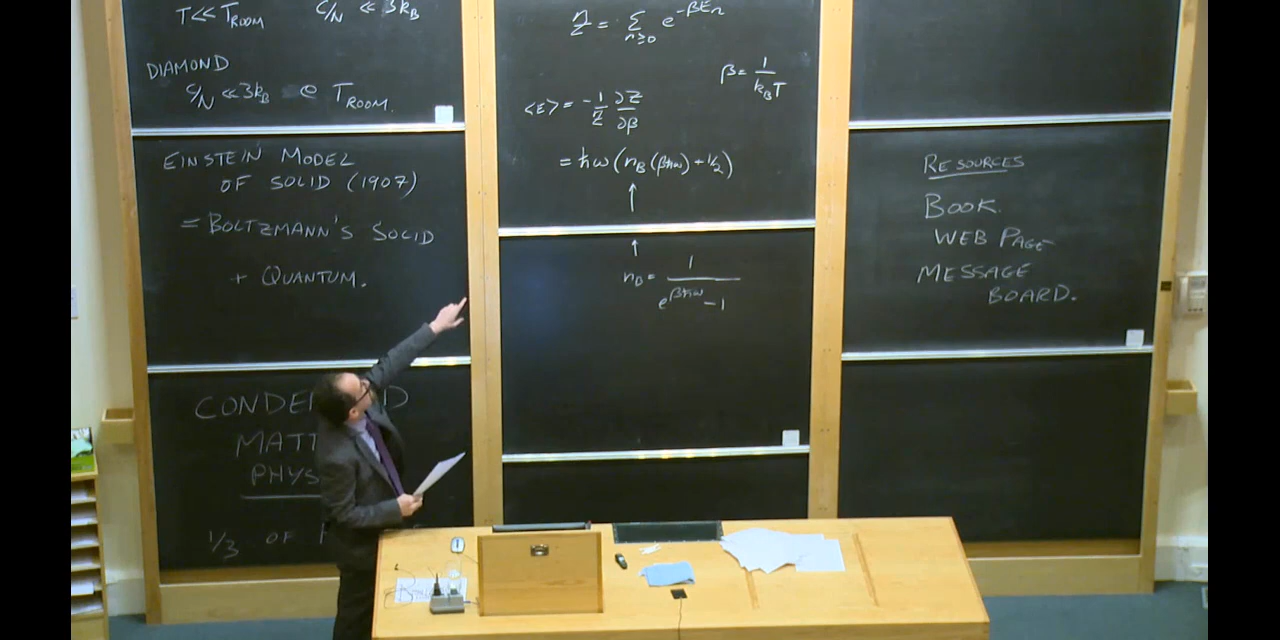 T << T_ROOM C/N << 3k_B
DIAMOND
C/N << 3k_B @ T_ROOM.
EINSTEIN MODEL
OF SOLID (1907)
= BOLTZMANN'S SOLID
+ QUANTUM.
CONDE
MATT
PHYS
1/3 OF
Z = Σ_{n≥0} e^{-βE_n}
β = 1/(k_B T)
<E> = -1/Z ∂Z/∂β
= ħω (n_B (βħω) + 1/2)
↑
↑
n_B = 1/(e^{βħω} - 1)
RESOURCES
BOOK.
WEB PAGE
MESSAGE
BOARD.